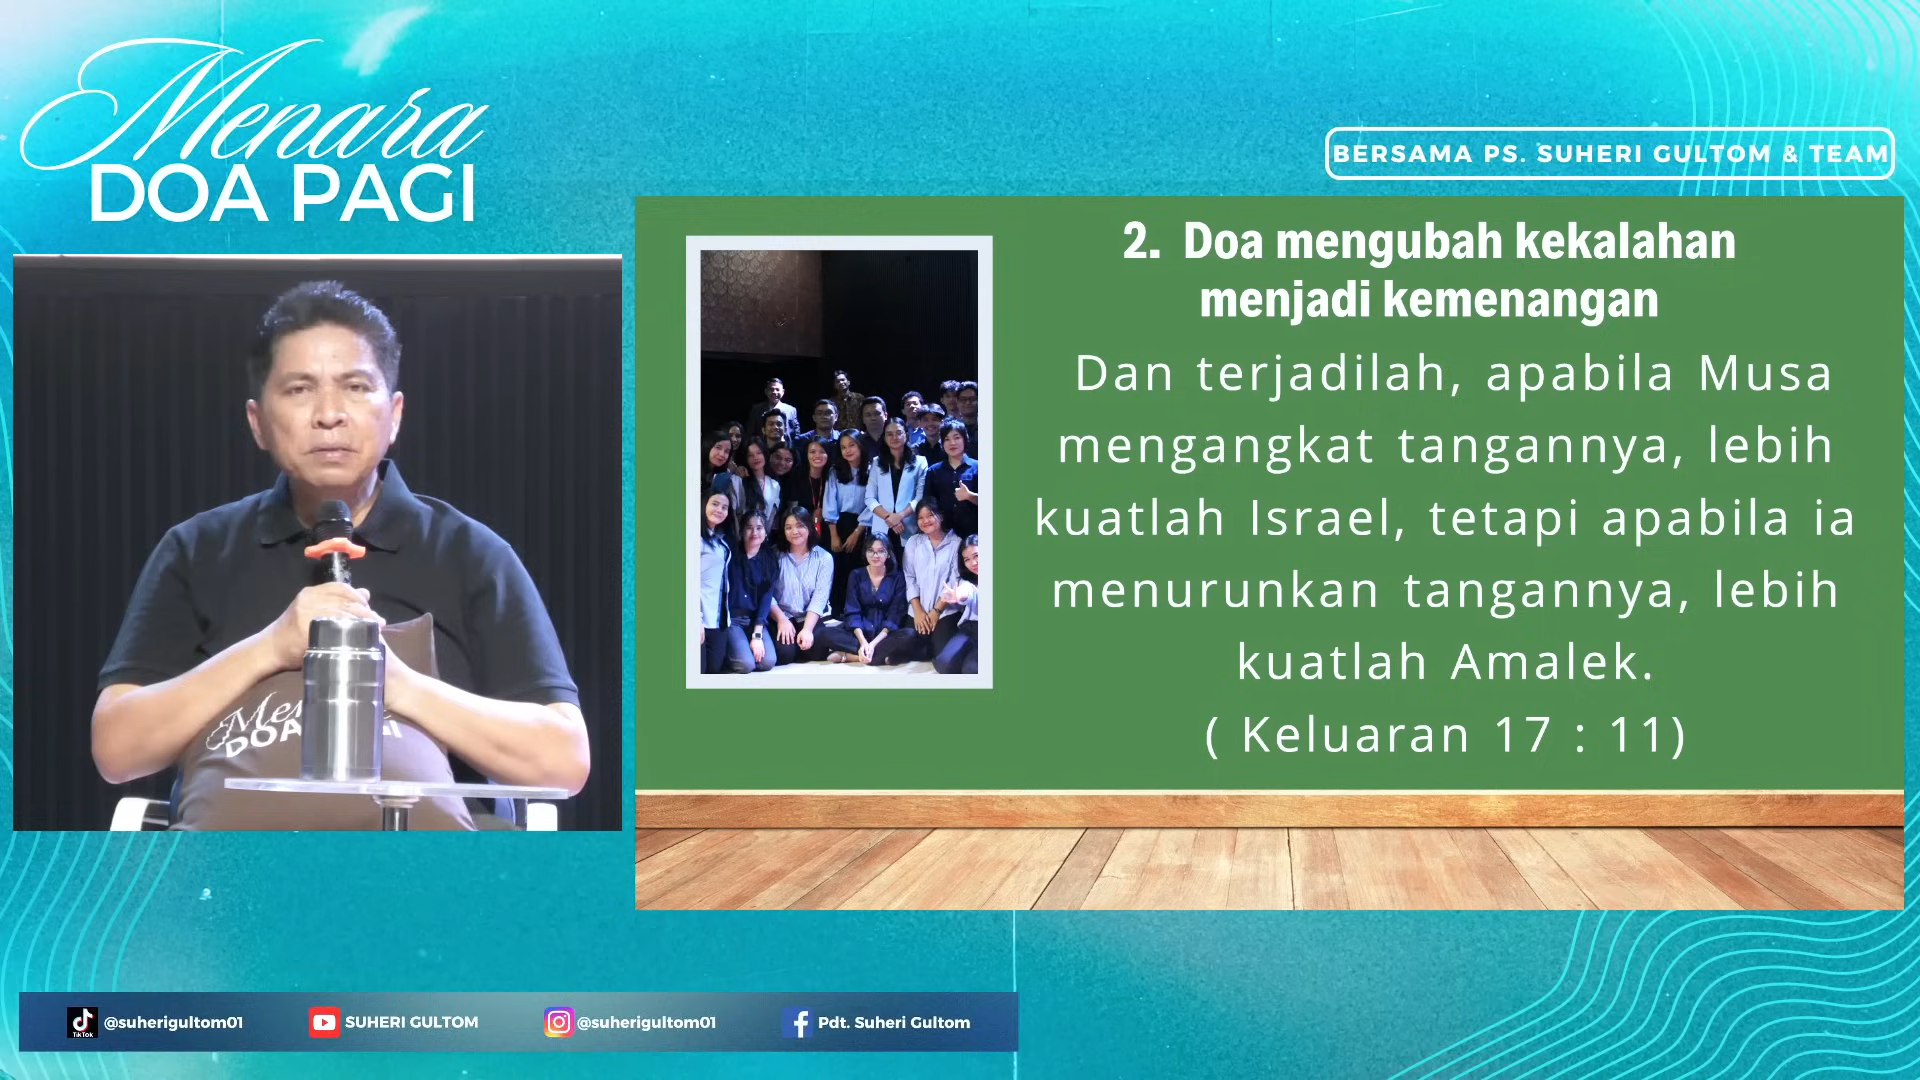 Menara
DOA PAGI
BERSAMA PS. SUHERI GULTOM & TEAM
2. Doa mengubah kekalahan
menjadi kemenangan
Dan terjadilah, apabila Musa
mengangkat tangannya, lebih
kuatlah Israel, tetapi apabila ia
menurunkan tangannya, lebih
kuatlah Amalek.
( Keluaran 17 : 11)
TikTok
@suherigultom01
SUHERI GULTOM
@suherigultom01
Pdt. Suheri Gultom